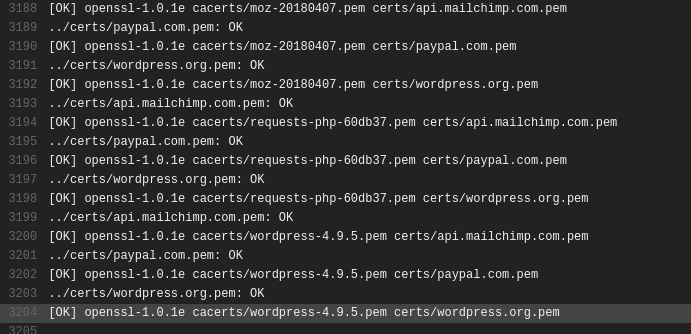 3188 [OK] openssl-1.0.1e cacerts/moz-20180407.pem certs/api.mailchimp.com.pem
3189 ../certs/paypal.com.pem: OK
3190 [OK] openssl-1.0.1e cacerts/moz-20180407.pem certs/paypal.com.pem
3191 ../certs/wordpress.org.pem: OK
3192 [OK] openssl-1.0.1e cacerts/moz-20180407.pem certs/wordpress.org.pem
3193 ../certs/api.mailchimp.com.pem: OK
3194 [OK] openssl-1.0.1e cacerts/requests-php-60db37.pem certs/api.mailchimp.com.pem
3195 ../certs/paypal.com.pem: OK
3196 [OK] openssl-1.0.1e cacerts/requests-php-60db37.pem certs/paypal.com.pem
3197 ../certs/wordpress.org.pem: OK
3198 [OK] openssl-1.0.1e cacerts/requests-php-60db37.pem certs/wordpress.org.pem
3199 ../certs/api.mailchimp.com.pem: OK
3200 [OK] openssl-1.0.1e cacerts/wordpress-4.9.5.pem certs/api.mailchimp.com.pem
3201 ../certs/paypal.com.pem: OK
3202 [OK] openssl-1.0.1e cacerts/wordpress-4.9.5.pem certs/paypal.com.pem
3203 ../certs/wordpress.org.pem: OK
3204 [OK] openssl-1.0.1e cacerts/wordpress-4.9.5.pem certs/wordpress.org.pem
3205